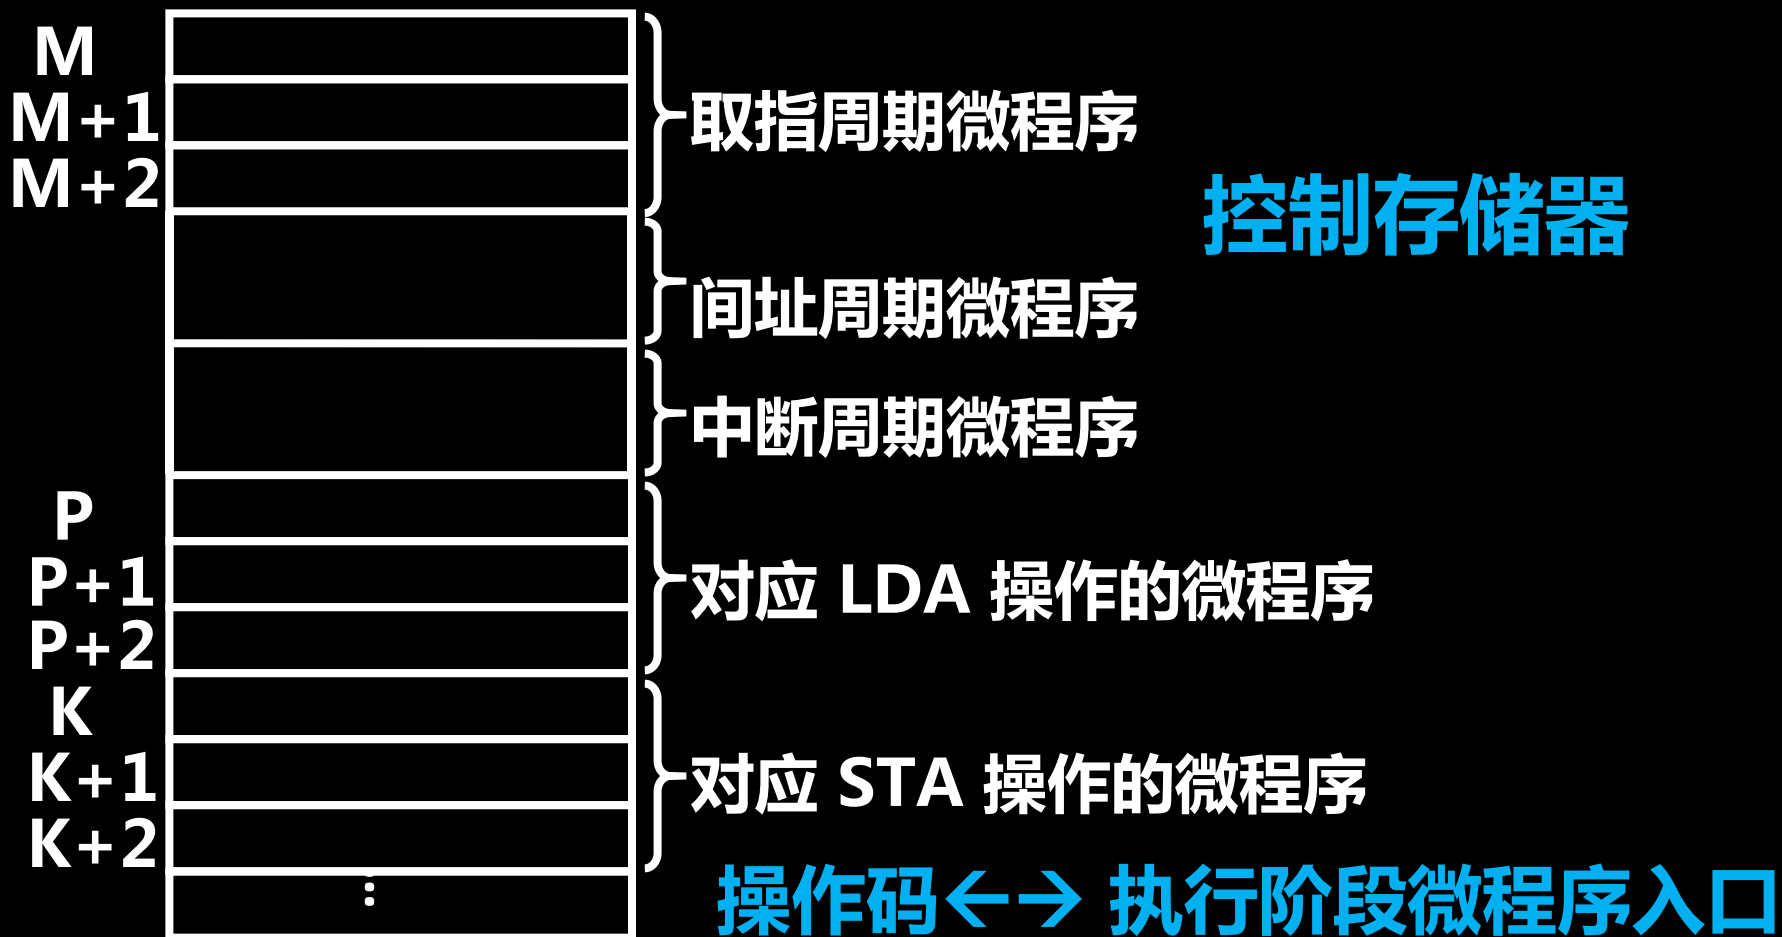 M
M+1
M+2
取指周期微程序
控制存储器
间址周期微程序
中断周期微程序
P
P+1
P+2
对应 LDA 操作的微程序
K
K+1
K+2
对应 STA 操作的微程序
操作码←→ 执行阶段微程序入口